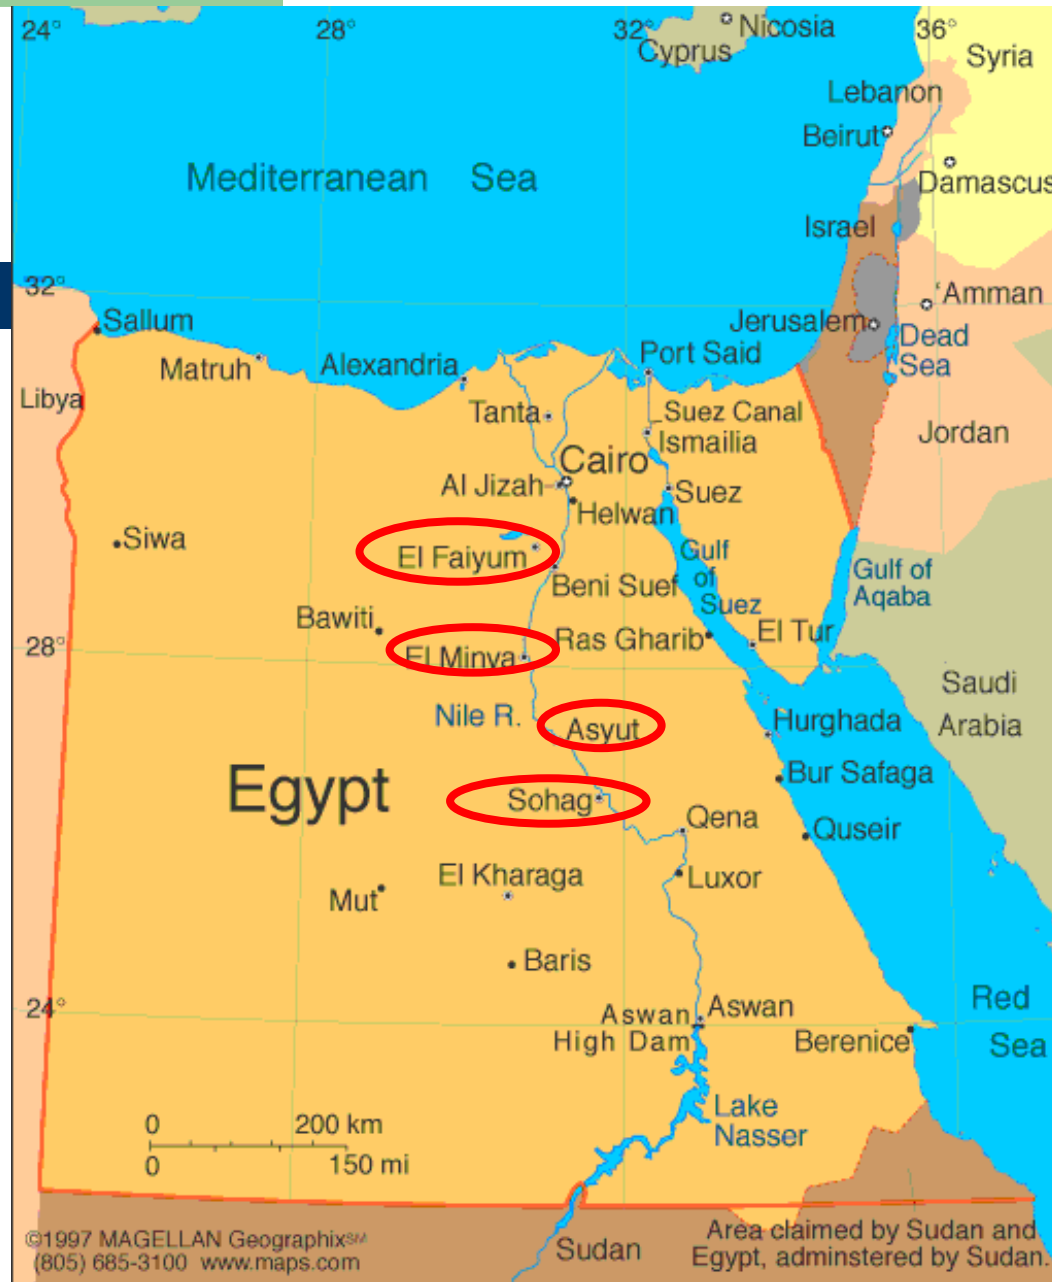 24°
28°
32°
36°
Nicosia
Cyprus
Syria
Lebanon
Beirut
Mediterranean Sea
Damascus
Israel
32°
'Amman
Sallum
Jerusalem
Dead
Sea
Port Said
Matruh
Alexandria
Libya
Tanta
Suez Canal
Ismailia
Jordan
Cairo
Al Jizah
Suez
Helwan
Siwa
El Faiyum
Gulf
of
Suez
Gulf of
Aqaba
Beni Suef
Bawiti
Ras Gharib
El Tur
28°
El Minya
Saudi
Arabia
Nile R.
Asyut
Hurghada
Egypt
Bur Safaga
Sohag
Qena
Quseir
El Kharaga
Luxor
Mut
Baris
Red
Sea
24°
Aswan
High Dam
Aswan
Berenice
Lake
Nasser
0 200 km
0 150 mi
©1997 MAGELLAN Geographix℠
(805) 685-3100 www.maps.com
Sudan
Area claimed by Sudan and
Egypt, adminstered by Sudan.